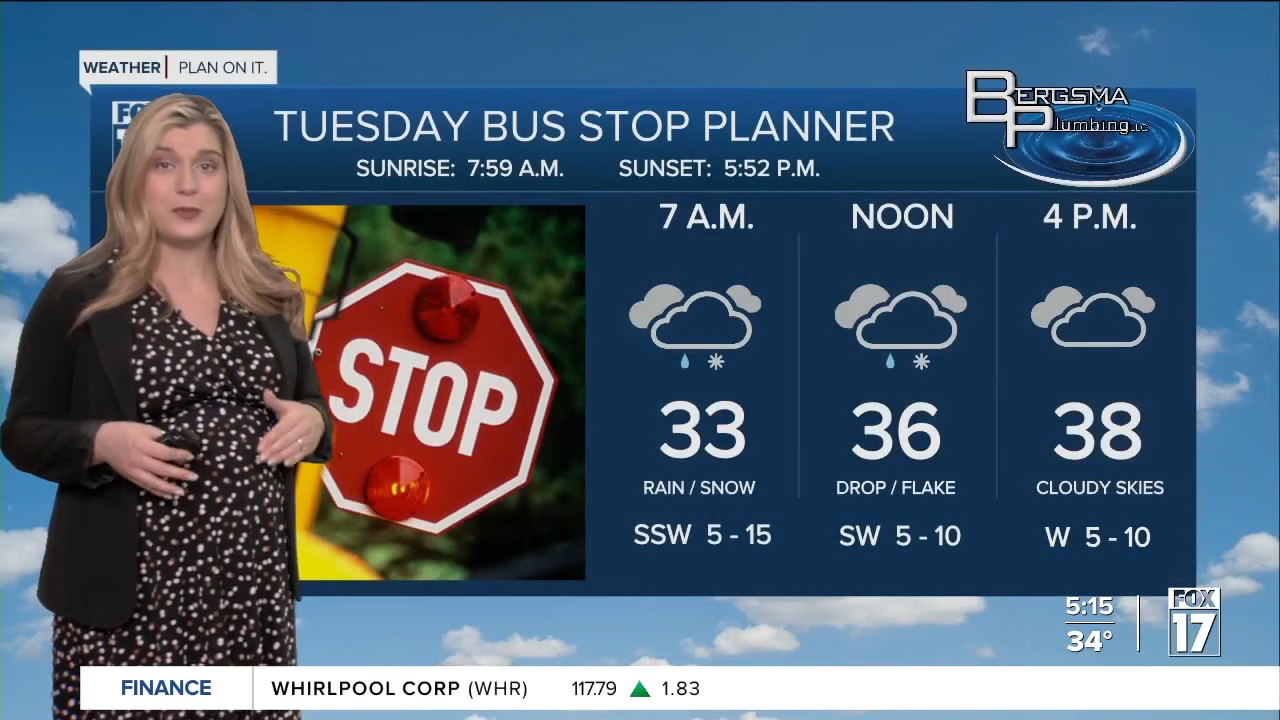 WEATHER PLAN ON IT.
TUESDAY BUS STOP PLANNER
SUNRISE: 7:59 A.M. SUNSET: 5:52 P.M.
BERGSMA
Plumbing LLC
STOP
7 A.M. NOON 4 P.M.
33 36 38
RAIN / SNOW DROP / FLAKE CLOUDY SKIES
SSW 5 - 15 SW 5 - 10 W 5 - 10
5:15
34°
FOX
17
FINANCE WHIRLPOOL CORP (WHR) 117.79 1.83